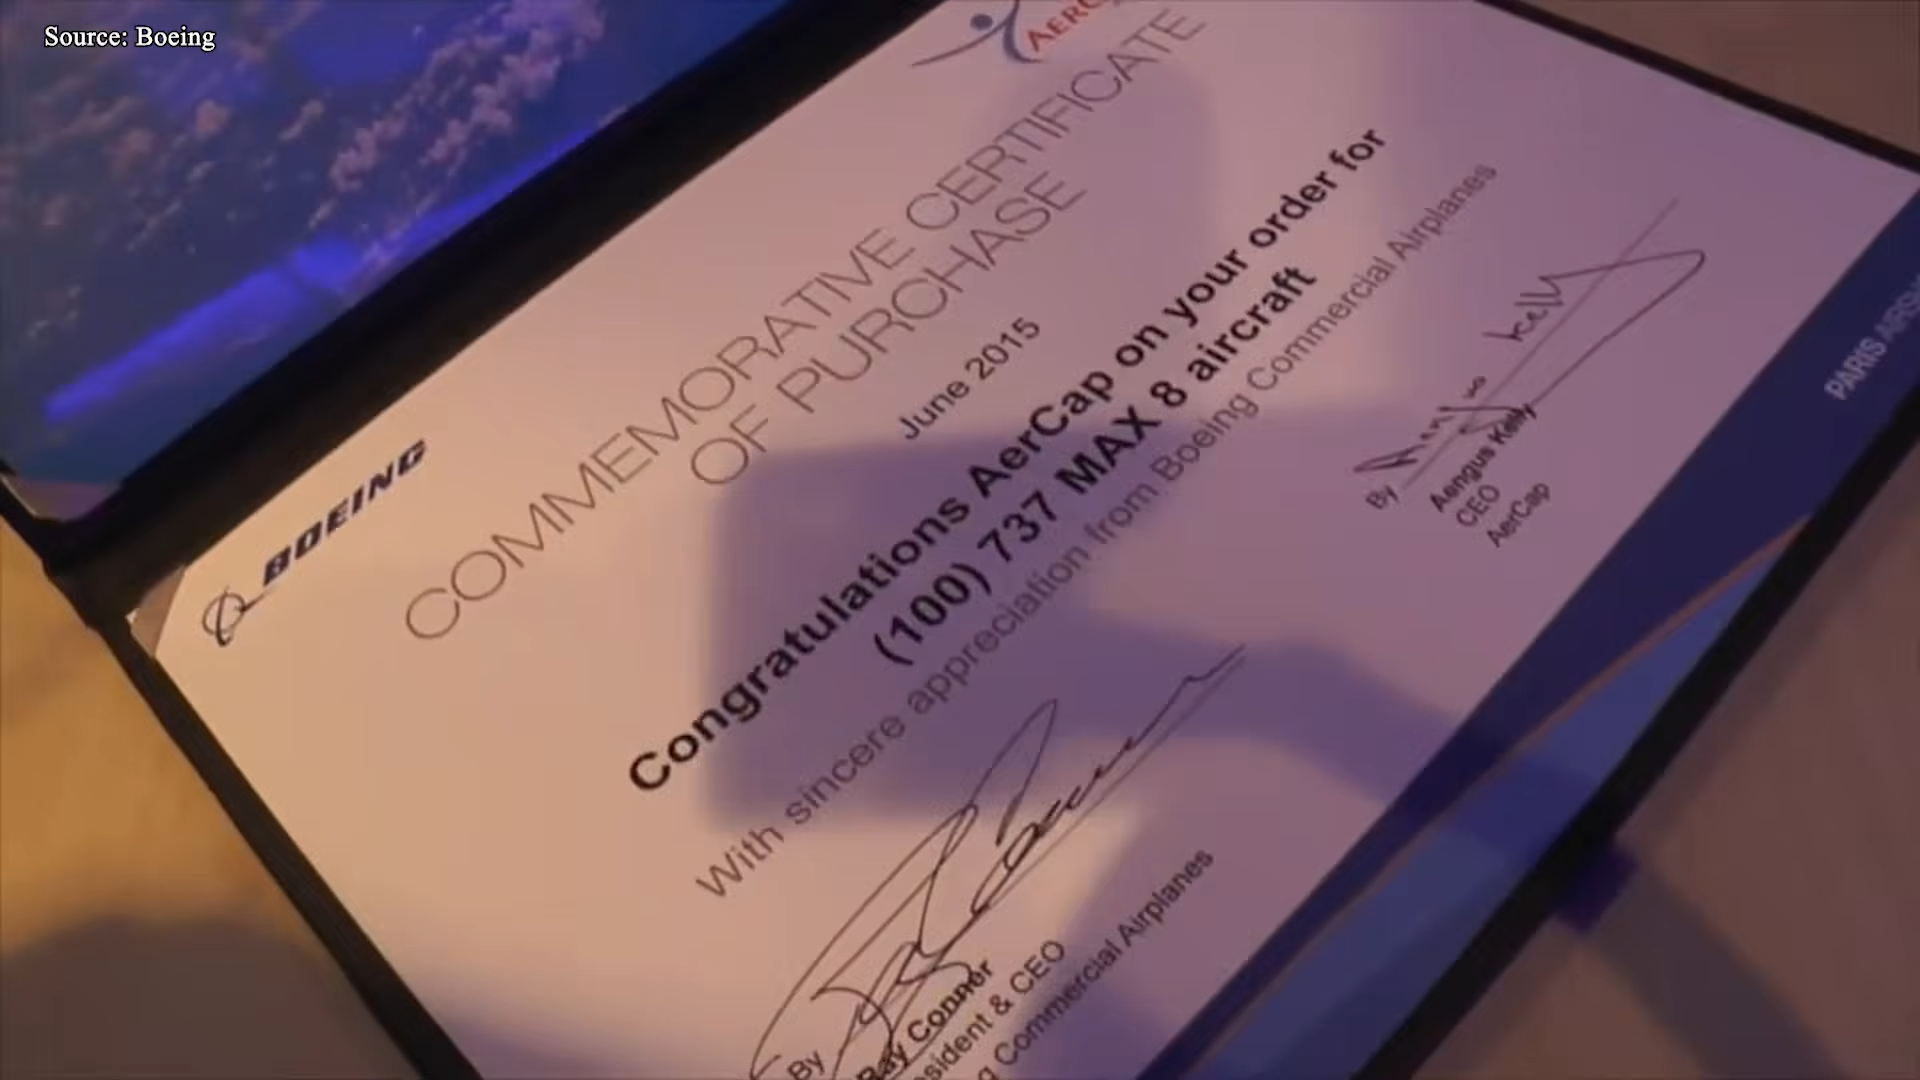 Source: Boeing
BOEING
COMMEMORATIVE CERTIFICATE
OF PURCHASE
June 2015
Congratulations AerCap on your order for
(100) 737 MAX 8 aircraft
With sincere appreciation from Boeing Commercial Airplanes
By
Ray Conner
President & CEO
Commercial Airplanes
By
Aengus Kelly
CEO
AerCap
PARIS